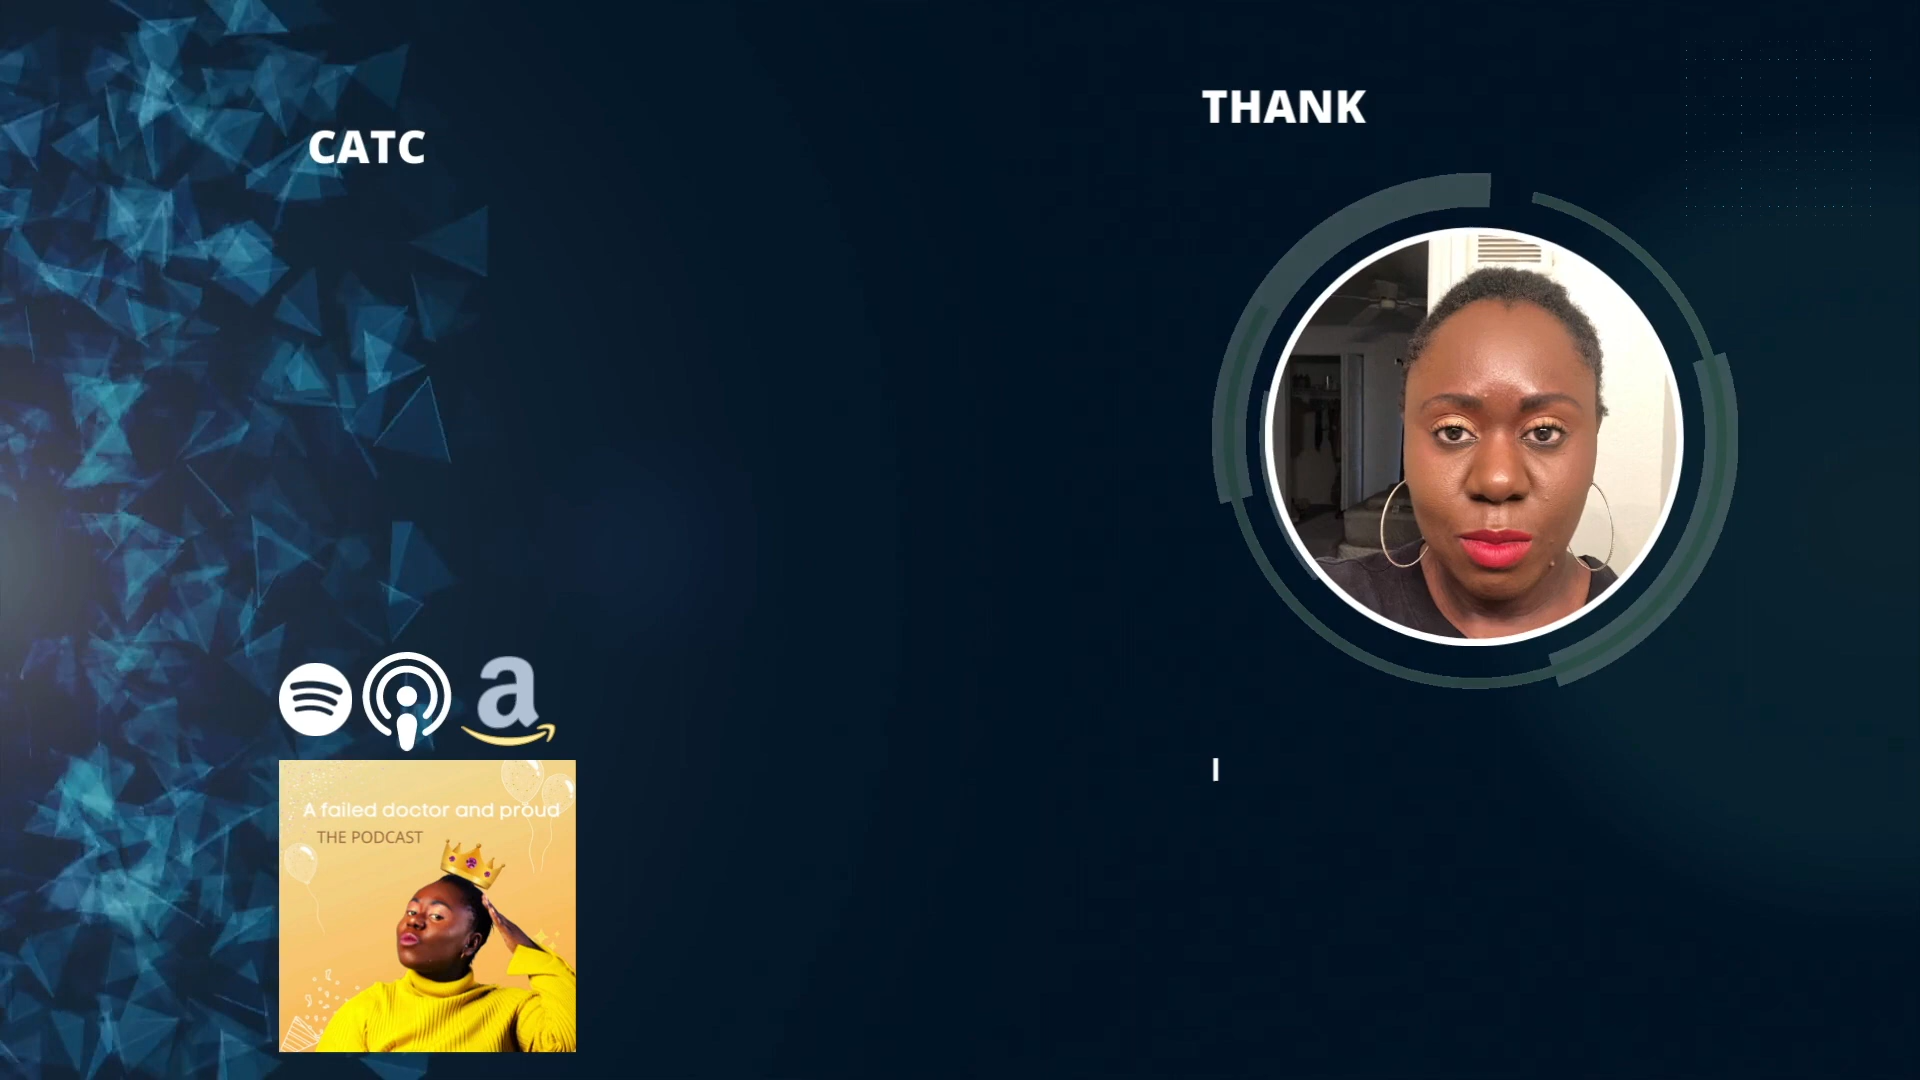 CATC
THANK
I
A failed doctor and proud
THE PODCAST